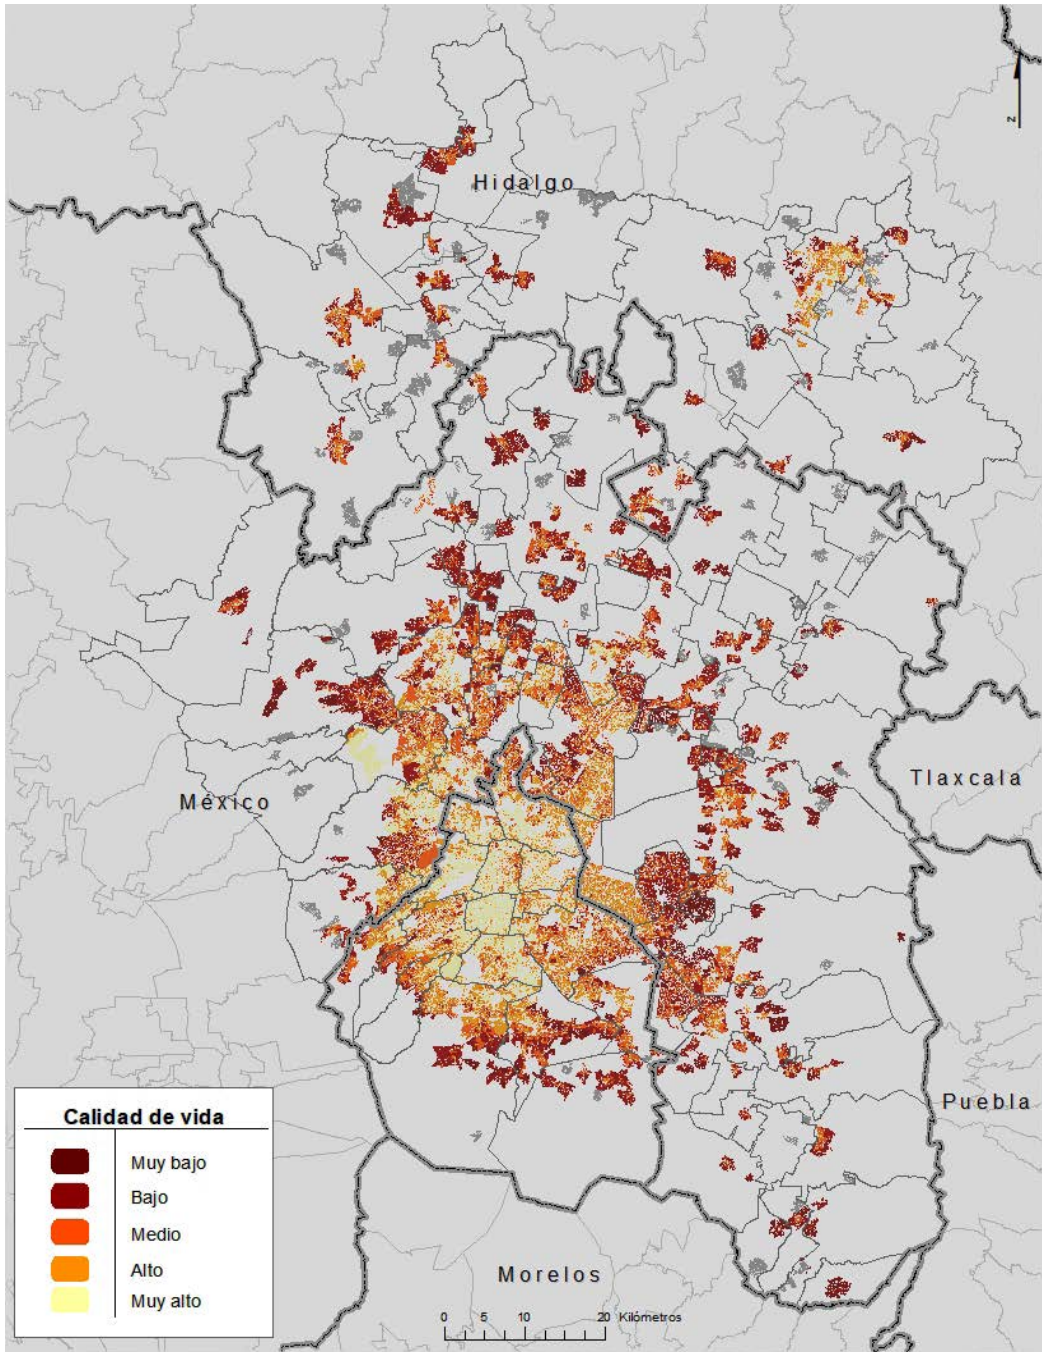 N
Hidalgo
México
Tlaxcala
Puebla
Morelos
Calidad de vida
Muy bajo
Bajo
Medio
Alto
Muy alto
0 5 10 20 Kilómetros